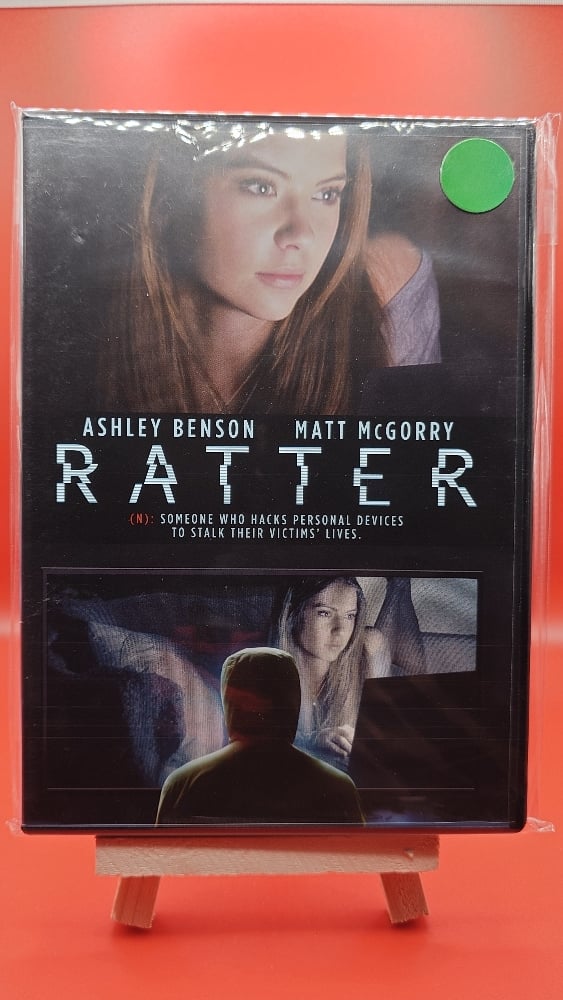 ASHLEY BENSON MATT McGORRY
RATTER
(N): SOMEONE WHO HACKS PERSONAL DEVICES
TO STALK THEIR VICTIMS' LIVES.